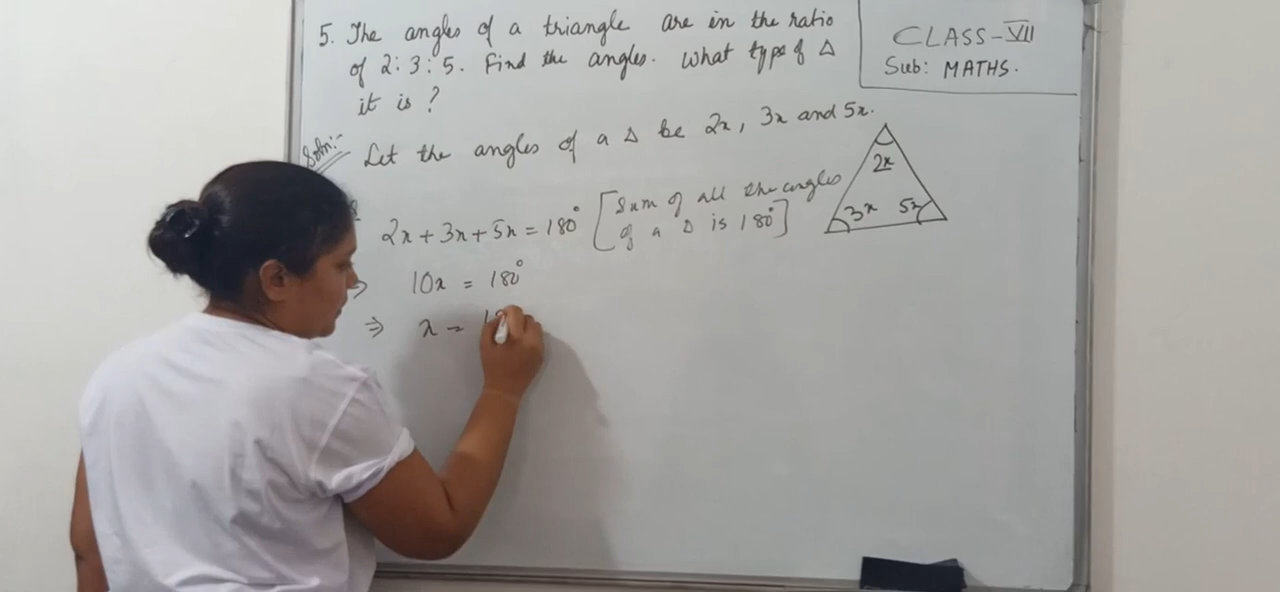 5. The angles of a triangle are in the ratio
of 2:3:5. Find the angles. What type of Δ
it is?
CLASS-VII
Sub: MATHS.
Soln:-
Let the angles of a Δ be 2x, 3x and 5x.
2x+3x+5x=180° [Sum of all the angles
of a Δ is 180°]
⇒ 10x = 180°
⇒ x = 18
2x
3x 5x